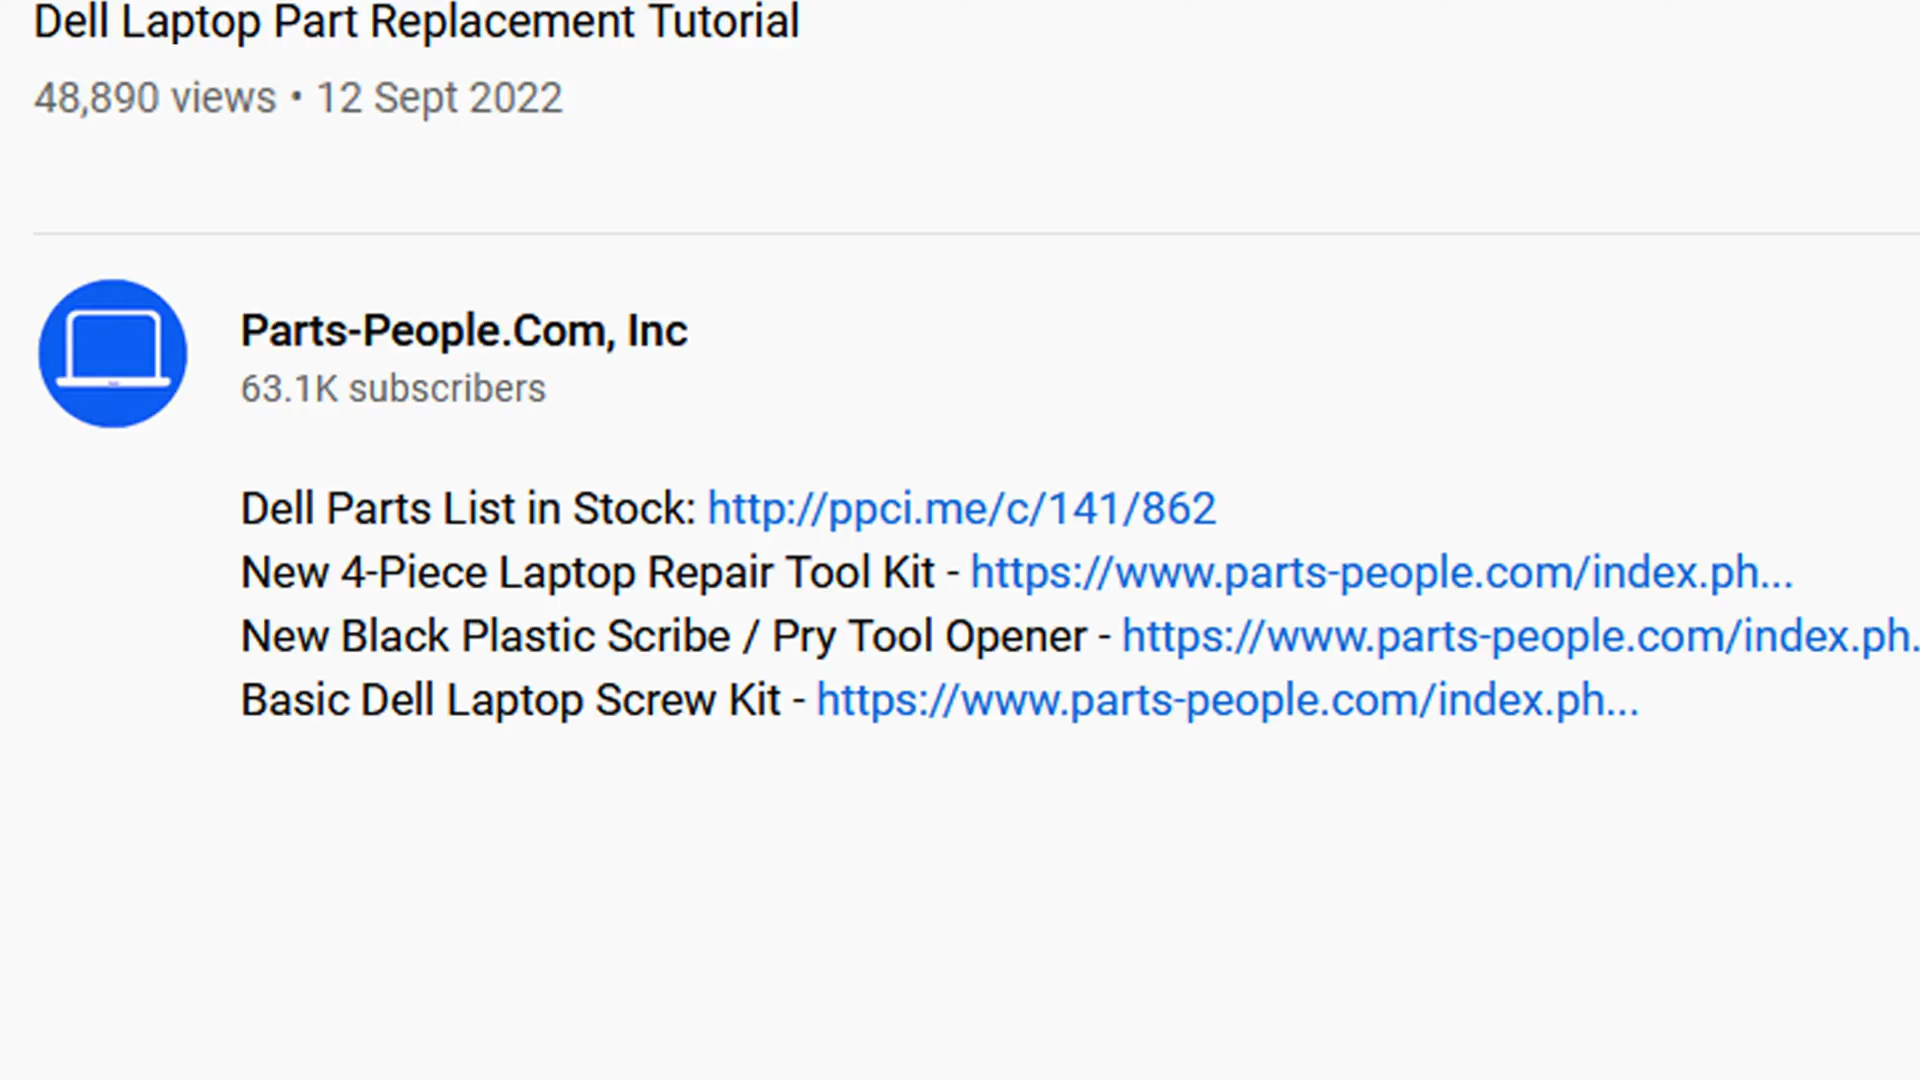 Dell Laptop Part Replacement Tutorial
48,890 views • 12 Sept 2022
Parts-People.Com, Inc
63.1K subscribers
Dell Parts List in Stock: http://ppci.me/c/141/862
New 4-Piece Laptop Repair Tool Kit - https://www.parts-people.com/index.ph...
New Black Plastic Scribe / Pry Tool Opener - https://www.parts-people.com/index.ph.
Basic Dell Laptop Screw Kit - https://www.parts-people.com/index.ph...